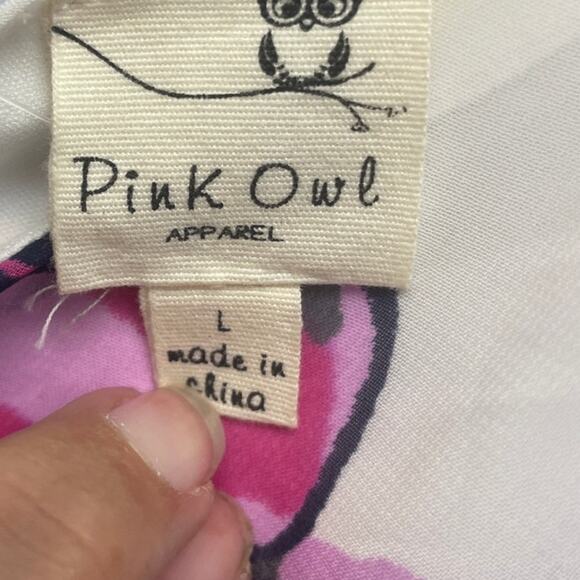 Pink Owl
APPAREL
L
made in
china